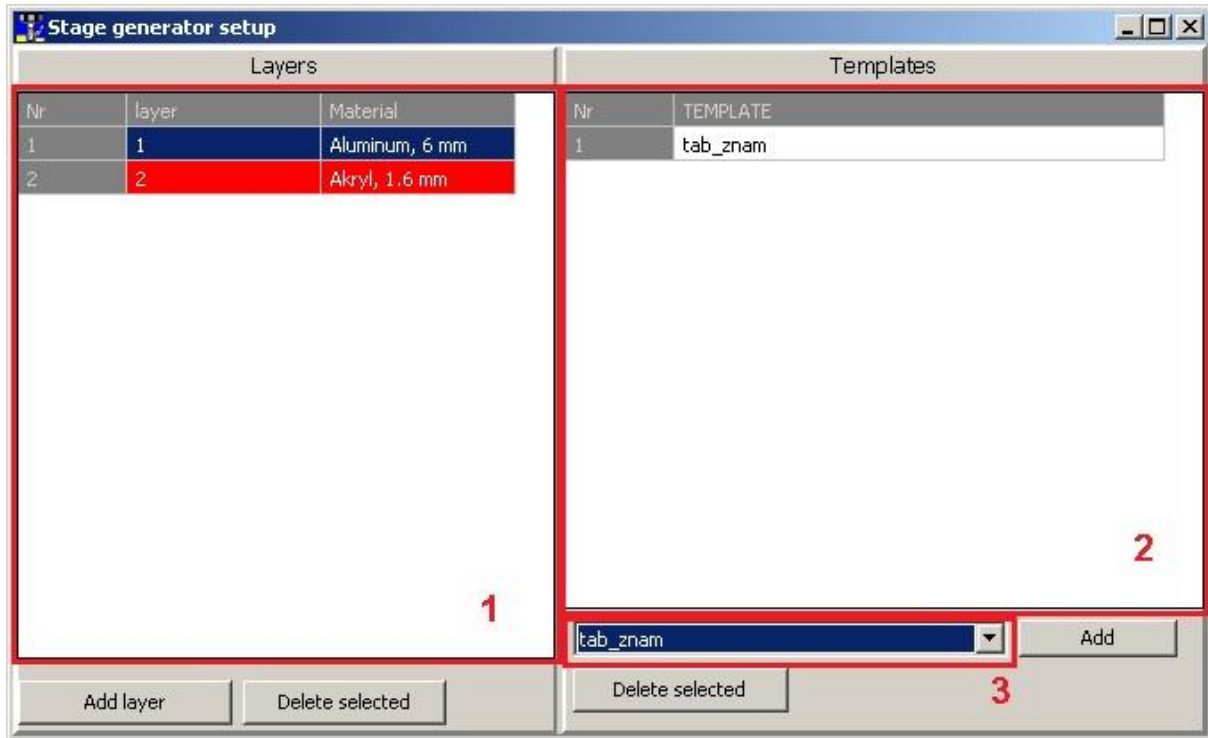 Stage generator setup
Layers
Templates
Nr layer Material
1 1 Aluminum, 6 mm
2 2 Akryl, 1.6 mm
1
Nr TEMPLATE
1 tab_znam
2
tab_znam
Add
3
Add layer
Delete selected
Delete selected